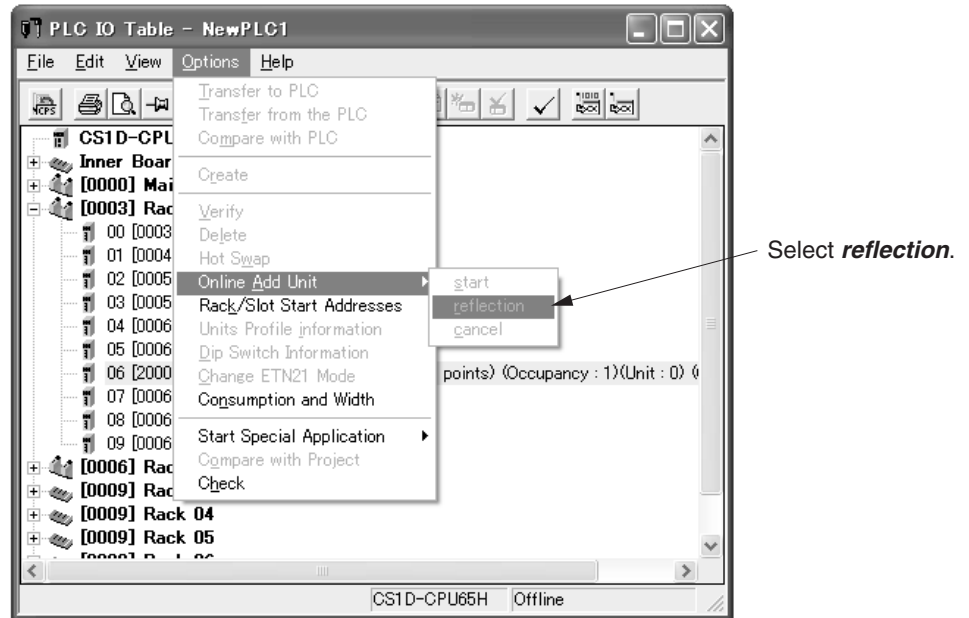 PLC IO Table - NewPLC1
File Edit View Options Help
CPS
Transfer to PLC
Transfer from the PLC
Compare with PLC
Create
Verify
Delete
Hot Swap
Online Add Unit
Rack/Slot Start Addresses
Units Profile information
Dip Switch Information
Change ETN21 Mode
Consumption and Width
Start Special Application
Compare with Project
Check
start
reflection
cancel
Select reflection.
CS1D-CPU
Inner Boar
[0000] Mai
[0003] Rac
00 [0003
01 [0004
02 [0005
03 [0005
04 [0006
05 [0006
06 [2000 points) (Occupancy : 1)(Unit : 0) (
07 [0006
08 [0006
09 [0006
[0006] Rac
[0009] Rac
[0009] Rack 04
[0009] Rack 05
CS1D-CPU65H Offline